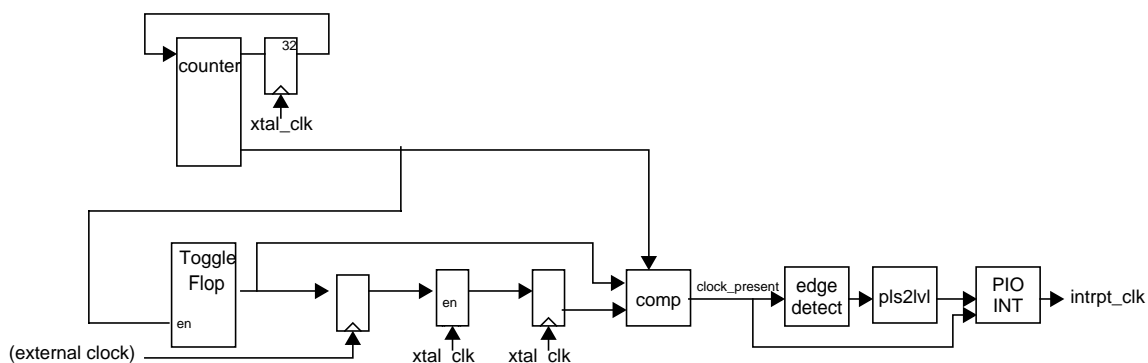 32
counter
xtal_clk
Toggle
Flop
en
(external clock)
en
xtal_clk
xtal_clk
comp
clock_present
edge
detect
pls2lvl
PIO
INT
intrpt_clk